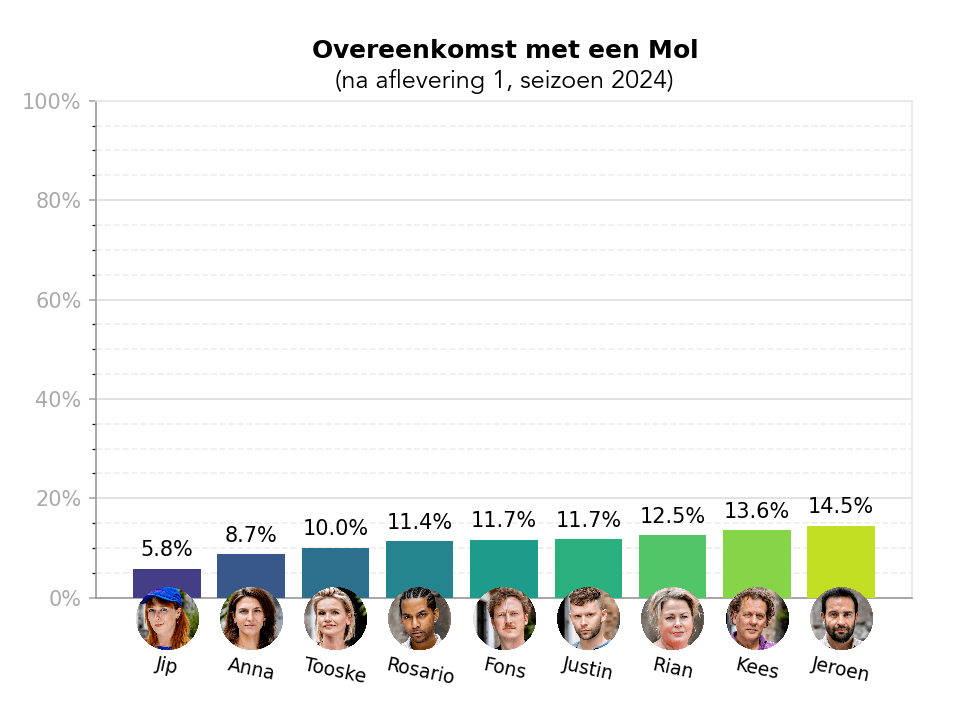 Overeenkomst met een Mol
(na aflevering 1, seizoen 2024)
100%
80%
60%
40%
20%
0%
5.8%
8.7%
10.0%
11.4%
11.7%
11.7%
12.5%
13.6%
14.5%
Jip
Anna
Tooske
Rosario
Fons
Justin
Rian
Kees
Jeroen